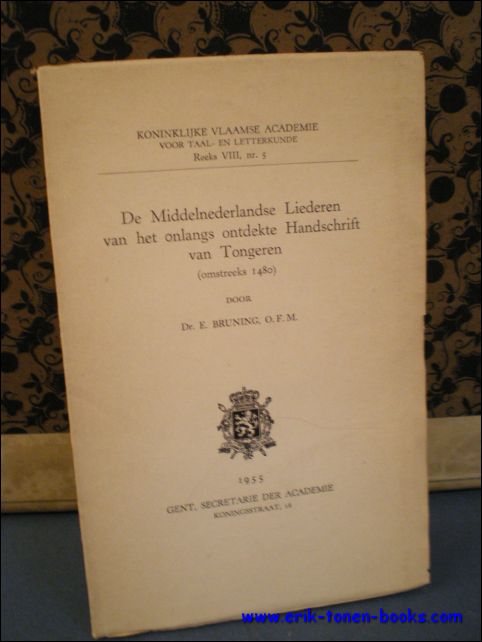 KONINKLIJKE VLAAMSE ACADEMIE
VOOR TAAL- EN LETTERKUNDE
Reeks VIII, nr. 5
De Middelnederlandse Liederen
van het onlangs ontdekte Handschrift
van Tongeren
(omstreeks 1480)
DOOR
Dr. E. BRUNING, O. F. M.
1955
GENT, SECRETARIE DER ACADEMIE
KONINGSSTRAAT, 18
www.erik-tonen-books.com